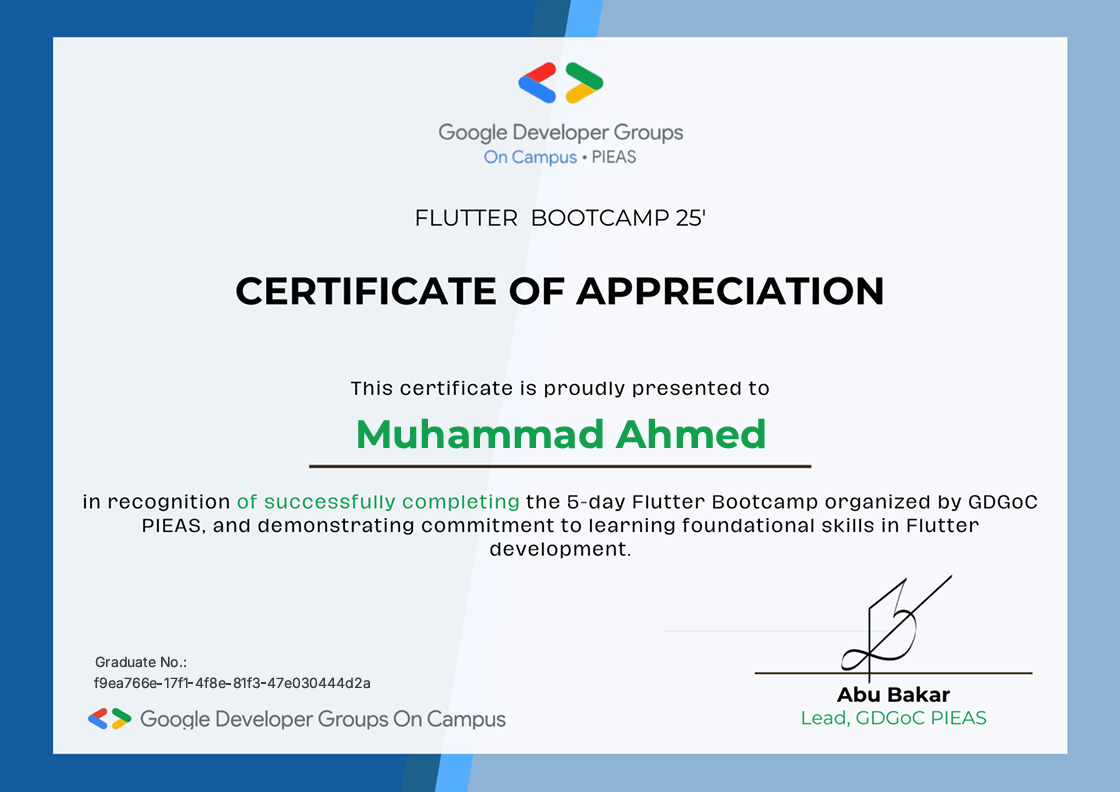 Google Developer Groups
On Campus • PIEAS
FLUTTER BOOTCAMP 25'
CERTIFICATE OF APPRECIATION
This certificate is proudly presented to
Muhammad Ahmed
in recognition of successfully completing the 5-day Flutter Bootcamp organized by GDGoC
PIEAS, and demonstrating commitment to learning foundational skills in Flutter
development.
Graduate No.:
f9ea766e-17f1-4f8e-81f3-47e030444d2a
Google Developer Groups On Campus
Abu Bakar
Lead, GDGoC PIEAS